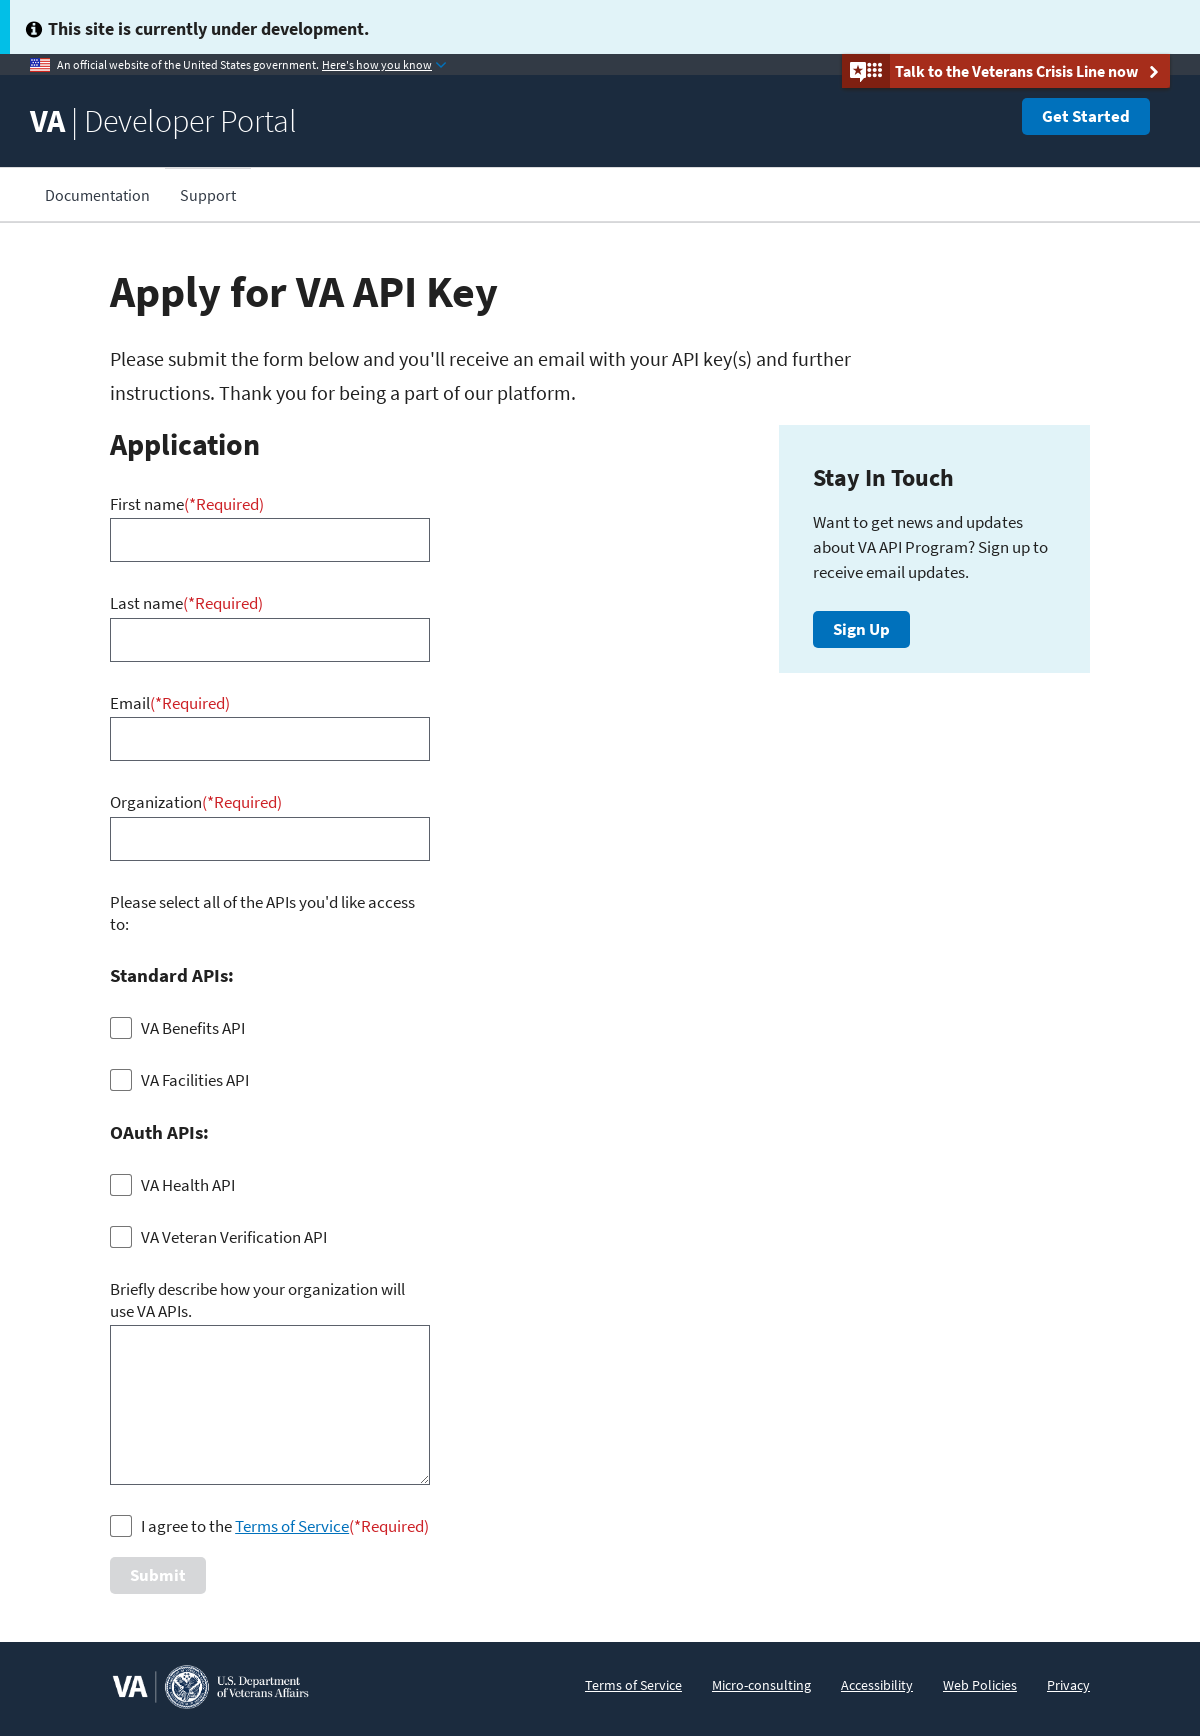 This site is currently under development.
An official website of the United States government. Here's how you know
Talk to the Veterans Crisis Line now
VA | Developer Portal
Get Started
Documentation
Support
Apply for VA API Key
Please submit the form below and you'll receive an email with your API key(s) and further
instructions. Thank you for being a part of our platform.
Application
First name(*Required)
Last name(*Required)
Email(*Required)
Organization(*Required)
Please select all of the APIs you'd like access
to:
Standard APIs:
VA Benefits API
VA Facilities API
OAuth APIs:
VA Health API
VA Veteran Verification API
Briefly describe how your organization will
use VA APIs.
I agree to the Terms of Service(*Required)
Submit
Stay In Touch
Want to get news and updates
about VA API Program? Sign up to
receive email updates.
Sign Up
VA
U.S. Department
of Veterans Affairs
Terms of Service
Micro-consulting
Accessibility
Web Policies
Privacy